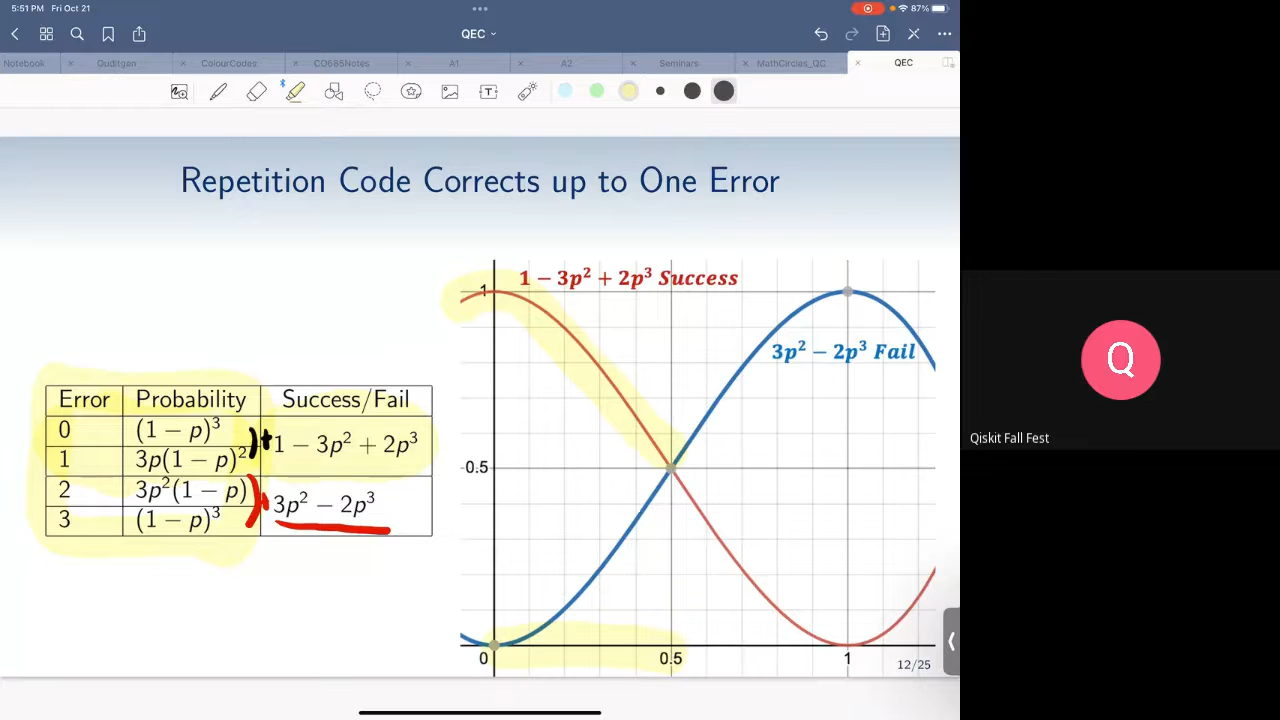 5:51 PM Fri Oct 21
87%
QEC
Notebook
Quditgen
ColourCodes
CO685Notes
A1
A2
Seminars
MathCircles_QC
QEC
Repetition Code Corrects up to One Error
Error Probability Success/Fail
0 (1 − p)³
1 − 3p² + 2p³
1 3p(1 − p)²
2 3p²(1 − p)
3p² − 2p³
3 (1 − p)³
1 − 3p² + 2p³ Success
3p² − 2p³ Fail
1
0.5
0 0.5 1
12/25
Q
Qiskit Fall Fest